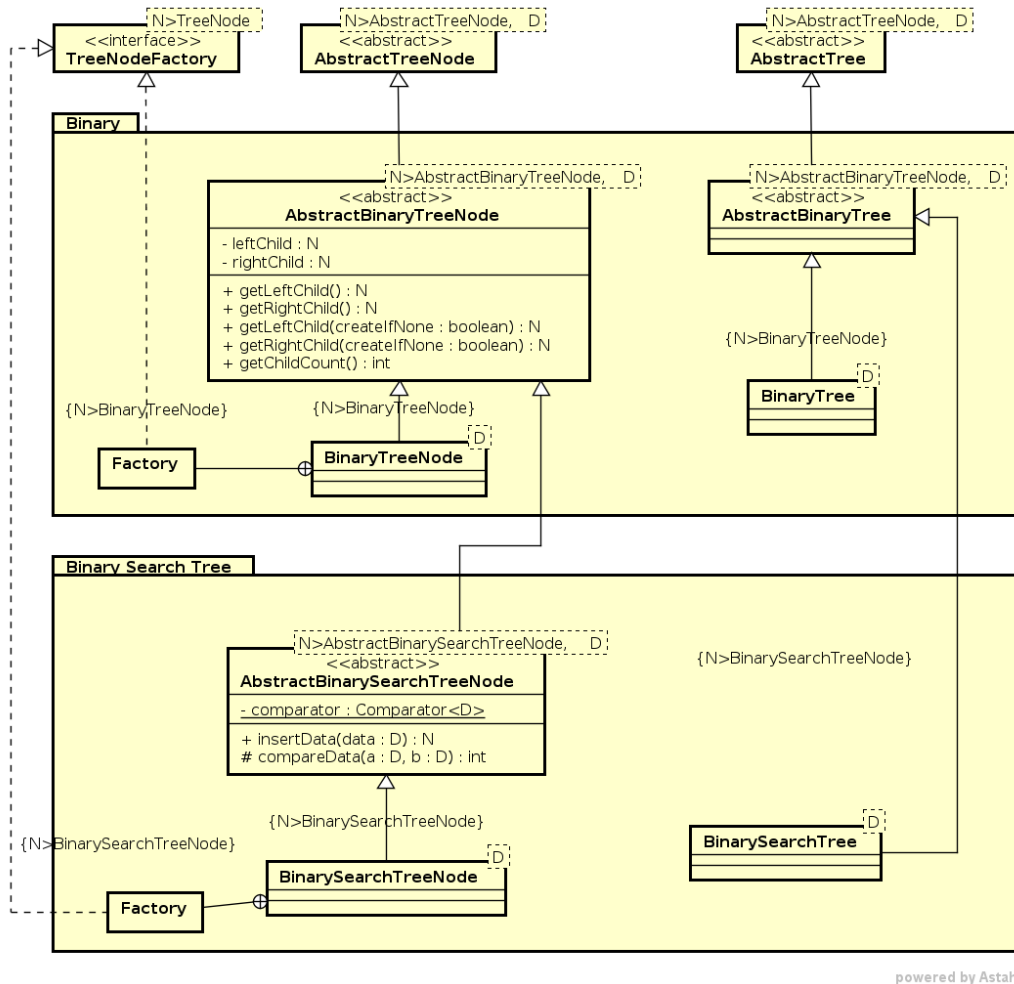 N>TreeNode
<<interface>>
TreeNodeFactory
N>AbstractTreeNode, D
<<abstract>>
AbstractTreeNode
N>AbstractTreeNode, D
<<abstract>>
AbstractTree
Binary
N>AbstractBinaryTreeNode, D
<<abstract>>
AbstractBinaryTreeNode
- leftChild : N
- rightChild : N
+ getLeftChild() : N
+ getRightChild() : N
+ getLeftChild(createIfNone : boolean) : N
+ getRightChild(createIfNone : boolean) : N
+ getChildCount() : int
N>AbstractBinaryTreeNode, D
<<abstract>>
AbstractBinaryTree
{N>BinaryTreeNode}
D
BinaryTree
{N>BinaryTreeNode}
{N>BinaryTreeNode}
Factory
D
BinaryTreeNode
Binary Search Tree
N>AbstractBinarySearchTreeNode, D
<<abstract>>
AbstractBinarySearchTreeNode
- comparator : Comparator<D>
+ insertData(data : D) : N
# compareData(a : D, b : D) : int
{N>BinarySearchTreeNode}
{N>BinarySearchTreeNode}
D
BinarySearchTree
{N>BinarySearchTreeNode}
D
BinarySearchTreeNode
Factory
powered by Astah